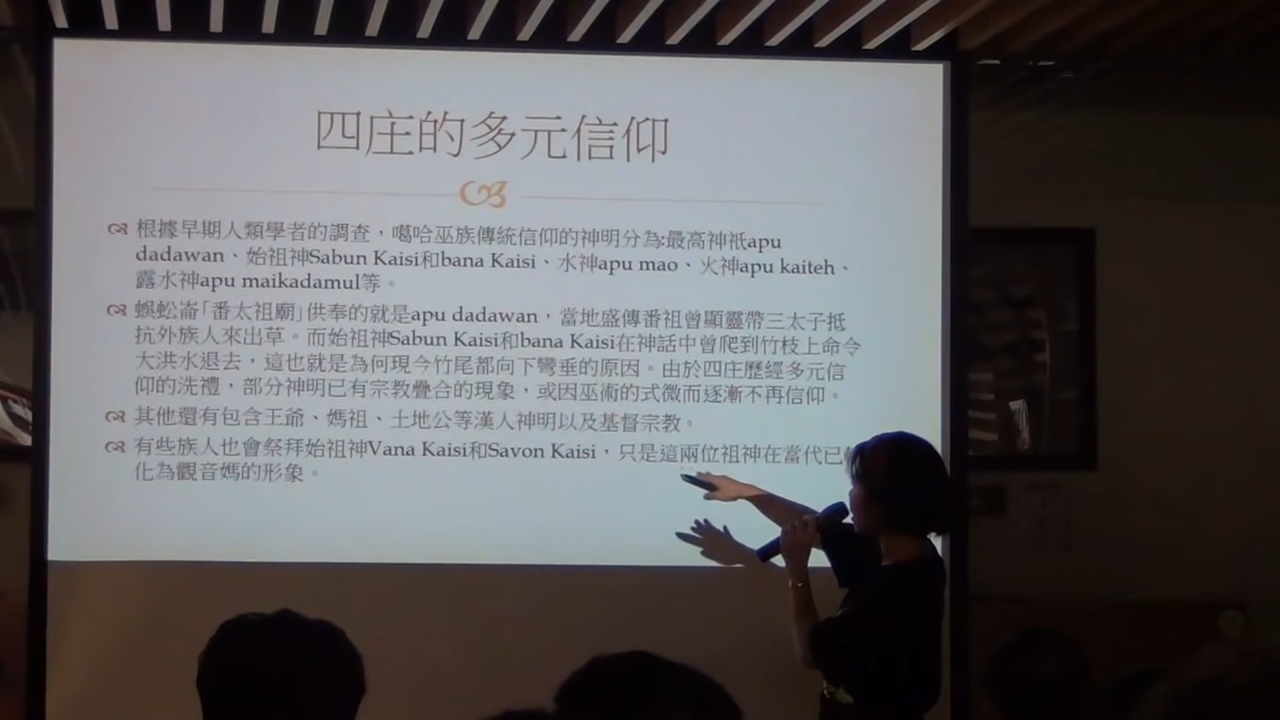 四庄的多元信仰
根據早期人類學者的調查，噶哈巫族傳統信仰的神明分為:最高神祇apu
dadawan、始祖神Sabun Kaisi和bana Kaisi、水神apu mao、火神apu kaiteh、
露水神apu maikadamul等。
蜈蚣崙「番太祖廟」供奉的就是apu dadawan，當地盛傳番祖曾顯靈帶三太子抵
抗外族人來出草。而始祖神Sabun Kaisi和bana Kaisi在神話中曾爬到竹枝上命令
大洪水退去，這也就是為何現今竹尾都向下彎垂的原因。由於四庄歷經多元信
仰的洗禮，部分神明已有宗教疊合的現象，或因巫術的式微而逐漸不再信仰。
其他還有包含王爺、媽祖、土地公等漢人神明以及基督宗教。
有些族人也會祭拜始祖神Vana Kaisi和Savon Kaisi，只是這兩位祖神在當代已
化為觀音媽的形象。